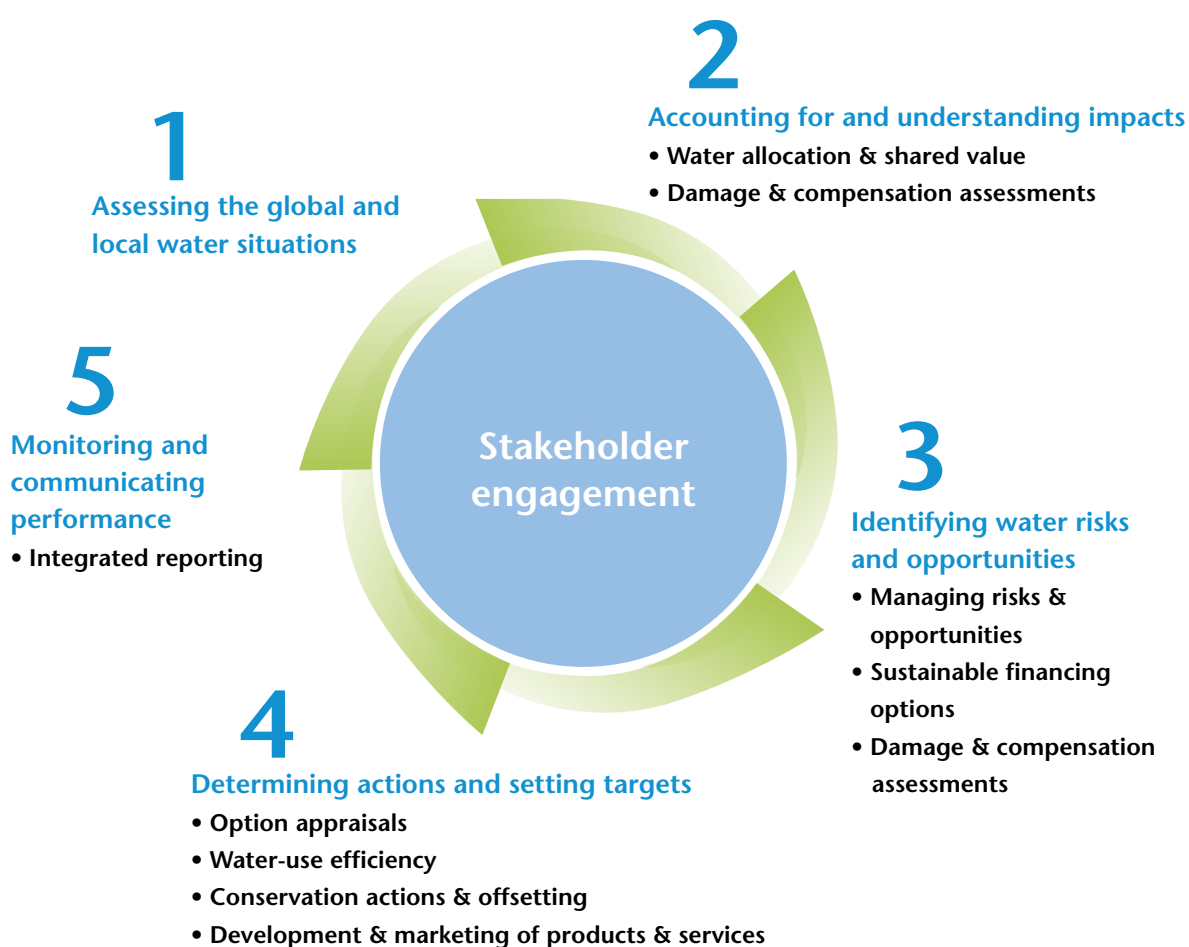 1
Assessing the global and
local water situations
2
Accounting for and understanding impacts
• Water allocation & shared value
• Damage & compensation assessments
3
Identifying water risks
and opportunities
• Managing risks &
opportunities
• Sustainable financing
options
• Damage & compensation
assessments
4
Determining actions and setting targets
• Option appraisals
• Water-use efficiency
• Conservation actions & offsetting
• Development & marketing of products & services
5
Monitoring and
communicating
performance
• Integrated reporting
Stakeholder
engagement